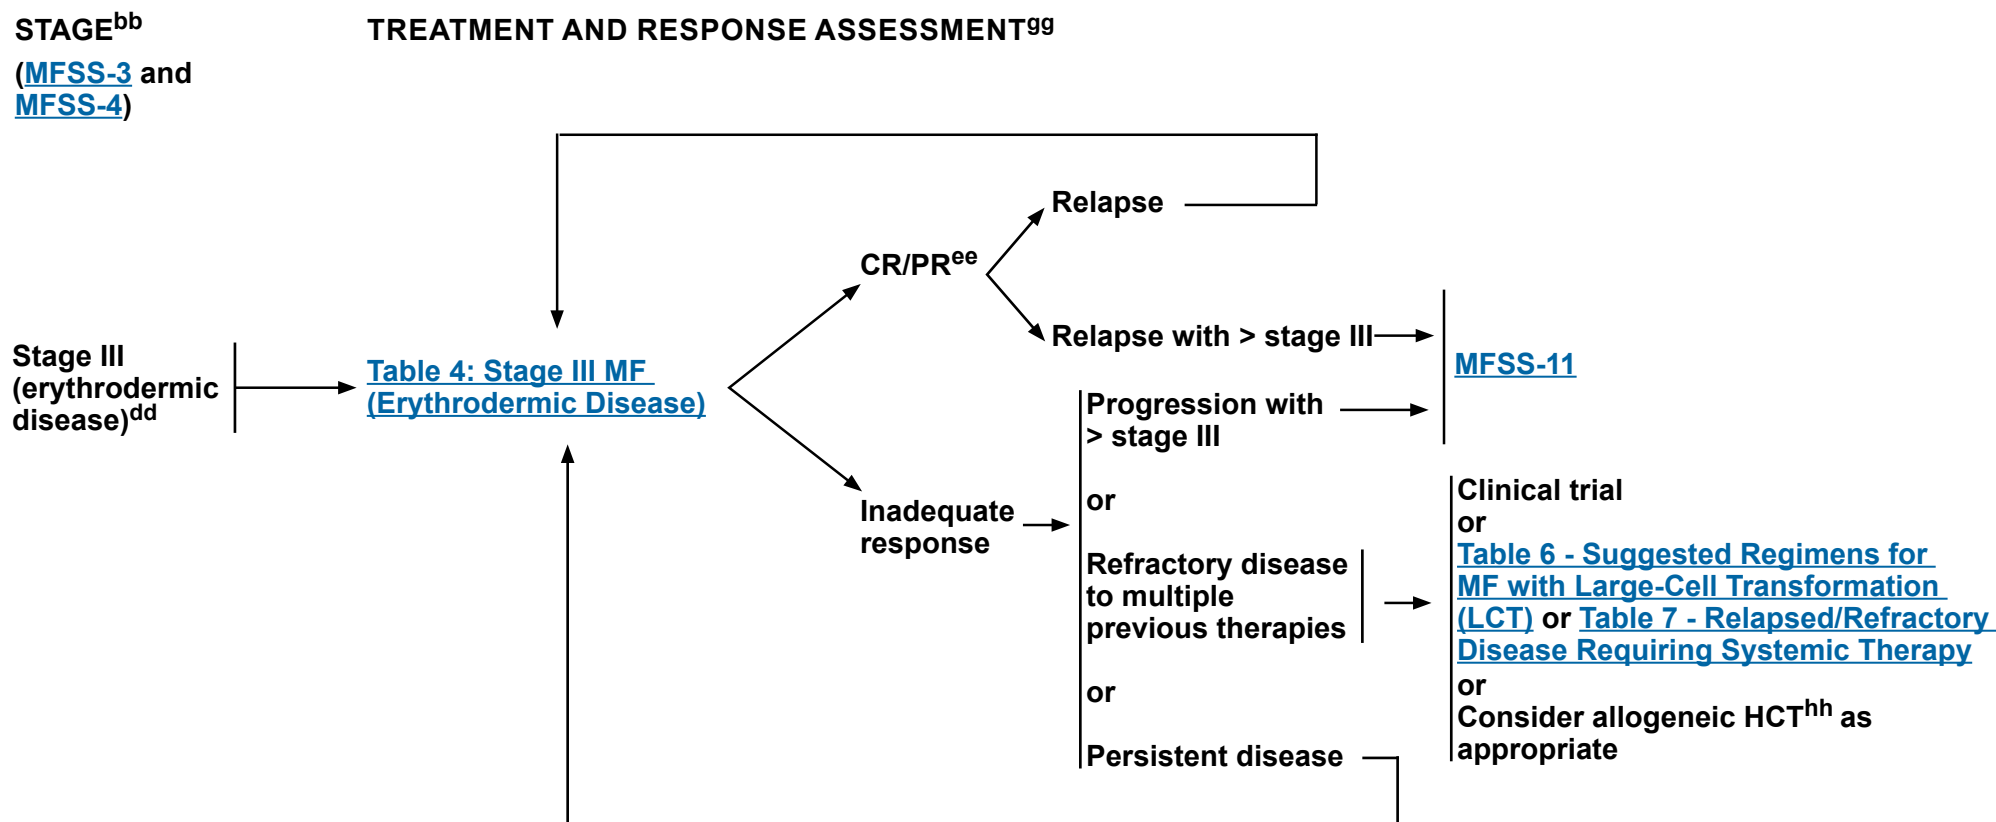 STAGEbb
(MFSS-3 and
MFSS-4)
TREATMENT AND RESPONSE ASSESSMENTgg
Stage III
(erythrodermic
disease)dd
Table 4: Stage III MF
(Erythrodermic Disease)
CR/PRee
Relapse
Relapse with > stage III
Inadequate
response
Progression with
> stage III
or
Refractory disease
to multiple
previous therapies
or
Persistent disease
MFSS-11
Clinical trial
or
Table 6 - Suggested Regimens for
MF with Large-Cell Transformation
(LCT) or Table 7 - Relapsed/Refractory
Disease Requiring Systemic Therapy
or
Consider allogeneic HCThh as
appropriate